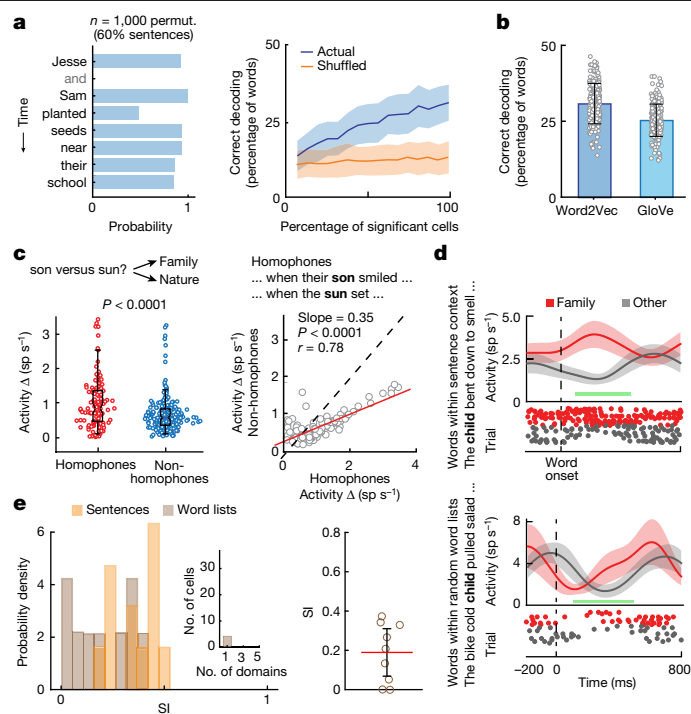 a
n = 1,000 permut.
(60% sentences)
Jesse
and
Sam
planted
seeds
near
their
school
Time
0
1
Probability
50
25
0
Correct decoding
(percentage of words)
Actual
Shuffled
0
100
Percentage of significant cells
b
50
25
0
Correct decoding
(percentage of words)
Word2Vec
GloVe
c
son versus sun?
Family
Nature
P < 0.0001
Activity Δ (sp s⁻¹)
3
2
1
0
Homophones
Non-
homophones
Homophones
... when their son smiled ...
... when the sun set ...
Slope = 0.35
P < 0.0001
r = 0.78
Activity Δ (sp s⁻¹)
Non-homophones
3
2
1
0
0
2
4
Homophones
Activity Δ (sp s⁻¹)
d
Words within sentence context
The child bent down to smell ...
Family
Other
Activity (sp s⁻¹)
5.0
2.5
0
Trial
Word
onset
Words within random word lists
The bike cold child pulled salad ...
Activity (sp s⁻¹)
8
4
0
Trial
−200
0
800
Time (ms)
e
Sentences
Word lists
Probability density
6
4
2
0
0
1
SI
No. of cells
30
20
10
0
1
3
5
No. of domains
SI
0.8
0.6
0.4
0.2
0